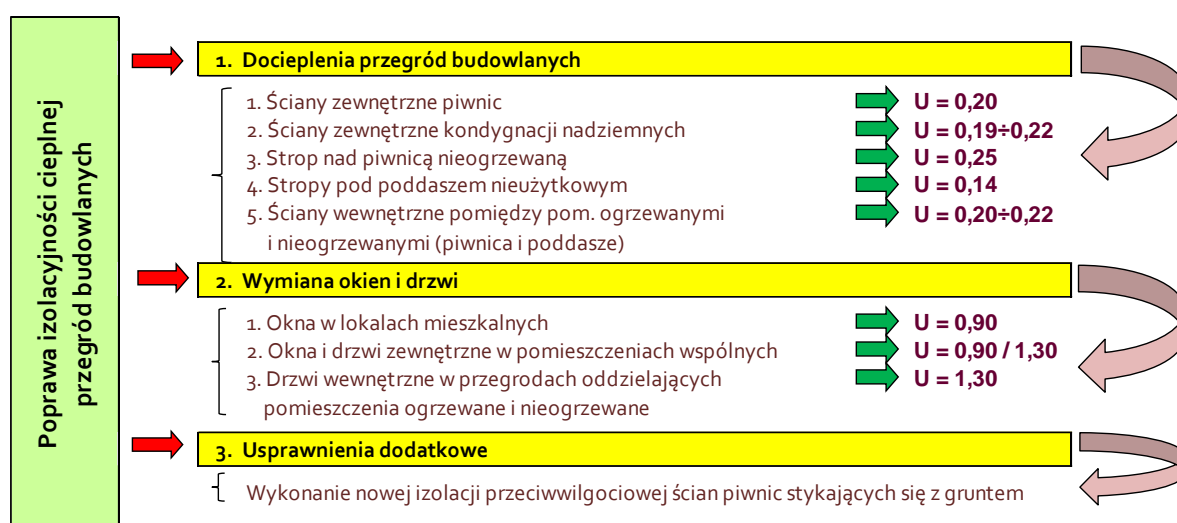 Poprawa izolacyjności cieplnej
przegród budowlanych
1. Docieplenia przegród budowlanych
1. Ściany zewnętrzne piwnic U = 0,20
2. Ściany zewnętrzne kondygnacji nadziemnych U = 0,19÷0,22
3. Strop nad piwnicą nieogrzewaną U = 0,25
4. Stropy pod poddaszem nieużytkowym U = 0,14
5. Ściany wewnętrzne pomiędzy pom. ogrzewanymi U = 0,20÷0,22
i nieogrzewanymi (piwnica i poddasze)
2. Wymiana okien i drzwi
1. Okna w lokalach mieszkalnych U = 0,90
2. Okna i drzwi zewnętrzne w pomieszczeniach wspólnych U = 0,90 / 1,30
3. Drzwi wewnętrzne w przegrodach oddzielających U = 1,30
pomieszczenia ogrzewane i nieogrzewane
3. Usprawnienia dodatkowe
Wykonanie nowej izolacji przeciwwilgociowej ścian piwnic stykających się z gruntem